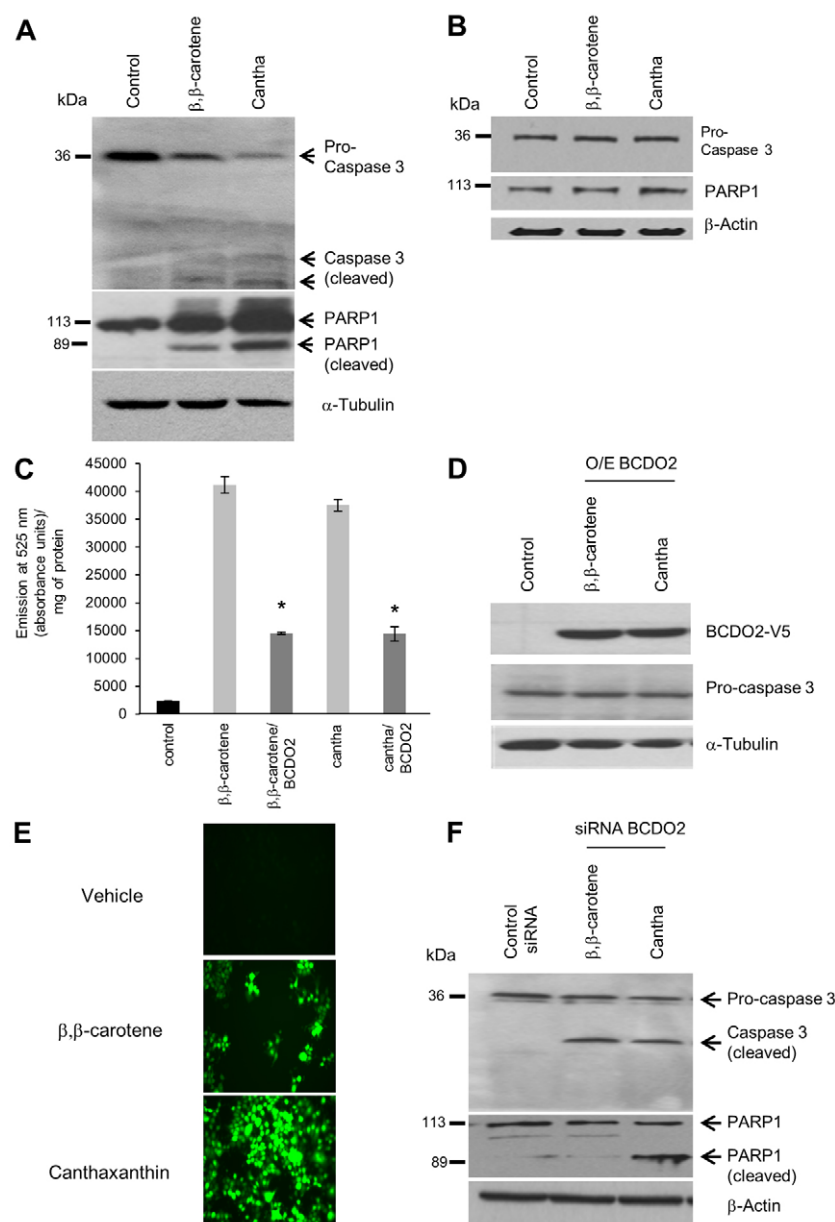 A
kDa
Control
β,β-carotene
Cantha
36
Pro-
Caspase 3
Caspase 3
(cleaved)
113
PARP1
89
PARP1
(cleaved)
α-Tubulin
B
kDa
Control
β,β-carotene
Cantha
36
Pro-
Caspase 3
113
PARP1
β-Actin
C
Emission at 525 nm
(absorbance units)/
mg of protein
45000
40000
35000
30000
25000
20000
15000
10000
5000
0
*
*
control
β,β-carotene
β,β-carotene/
BCDO2
cantha
cantha/
BCDO2
D
O/E BCDO2
Control
β,β-carotene
Cantha
BCDO2-V5
Pro-caspase 3
α-Tubulin
E
Vehicle
β,β-carotene
Canthaxanthin
F
siRNA BCDO2
Control
siRNA
β,β-carotene
Cantha
kDa
36
Pro-caspase 3
Caspase 3
(cleaved)
113
PARP1
89
PARP1
(cleaved)
β-Actin